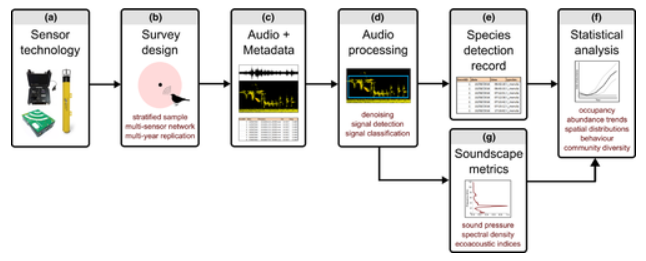 (a)
Sensor
technology
(b)
Survey
design
stratified sample
multi-sensor network
multi-year replication
(c)
Audio +
Metadata
(d)
Audio
processing
denoising
signal detection
signal classification
(e)
Species
detection
record
(f)
Statistical
analysis
occupancy
abundance trends
spatial distributions
behaviour
community diversity
(g)
Soundscape
metrics
sound pressure
spectral density
ecoacoustic indices